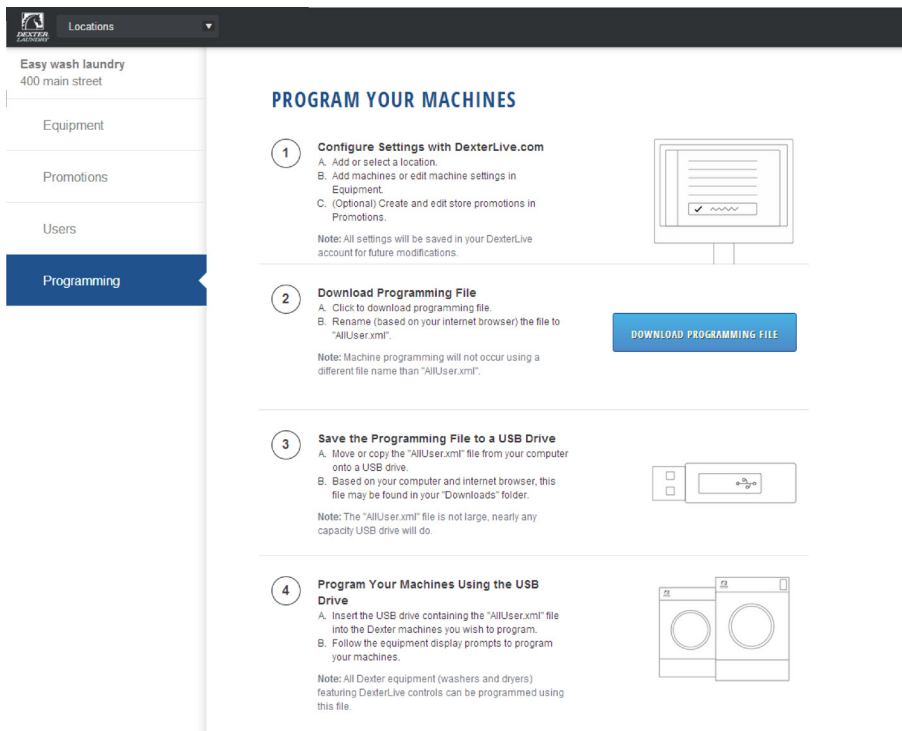 DEXTER
LAUNDRY
Locations
Easy wash laundry
400 main street
Equipment
Promotions
Users
Programming
PROGRAM YOUR MACHINES
1
Configure Settings with DexterLive.com
A. Add or select a location.
B. Add machines or edit machine settings in
Equipment.
C. (Optional) Create and edit store promotions in
Promotions.
Note: All settings will be saved in your DexterLive
account for future modifications.
2
Download Programming File
A. Click to download programming file.
B. Rename (based on your internet browser) the file to
"AllUser.xml".
Note: Machine programming will not occur using a
different file name than "AllUser.xml".
DOWNLOAD PROGRAMMING FILE
3
Save the Programming File to a USB Drive
A. Move or copy the "AllUser.xml" file from your computer
onto a USB drive.
B. Based on your computer and internet browser, this
file may be found in your "Downloads" folder.
Note: The "AllUser.xml" file is not large, nearly any
capacity USB drive will do.
4
Program Your Machines Using the USB
Drive
A. Insert the USB drive containing the "AllUser.xml" file
into the Dexter machines you wish to program.
B. Follow the equipment display prompts to program
your machines.
Note: All Dexter equipment (washers and dryers)
featuring DexterLive controls can be programmed using
this file.